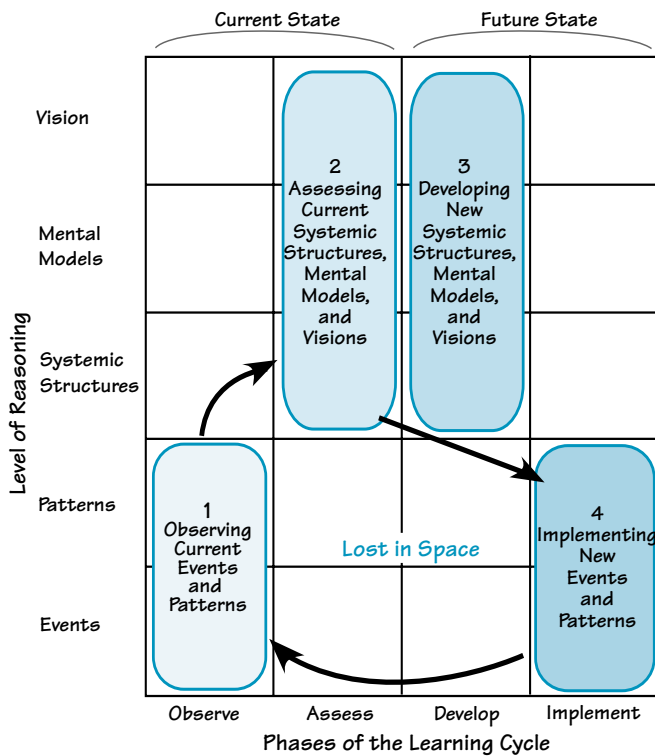 Current State
Future State
Level of Reasoning
Vision
Mental
Models
Systemic
Structures
Patterns
Events
2
Assessing
Current
Systemic
Structures,
Mental
Models,
and
Visions
3
Developing
New
Systemic
Structures,
Mental
Models,
and
Visions
1
Observing
Current
Events
and
Patterns
Lost in Space
4
Implementing
New
Events
and
Patterns
Observe
Assess
Develop
Implement
Phases of the Learning Cycle